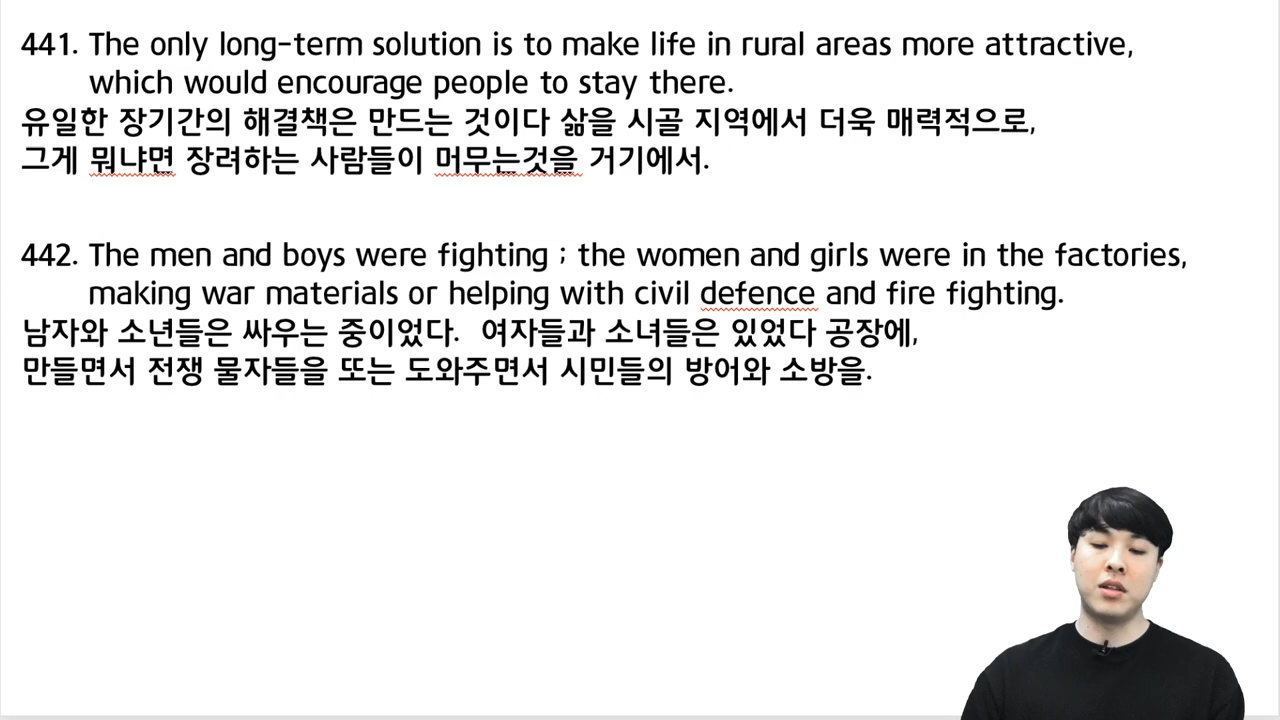 441. The only long-term solution is to make life in rural areas more attractive,
which would encourage people to stay there.
유일한 장기간의 해결책은 만드는 것이다 삶을 시골 지역에서 더욱 매력적으로,
그게 뭐냐면 장려하는 사람들이 머무는것을 거기에서.
442. The men and boys were fighting ; the women and girls were in the factories,
making war materials or helping with civil defence and fire fighting.
남자와 소년들은 싸우는 중이었다. 여자들과 소녀들은 있었다 공장에,
만들면서 전쟁 물자들을 또는 도와주면서 시민들의 방어와 소방을.